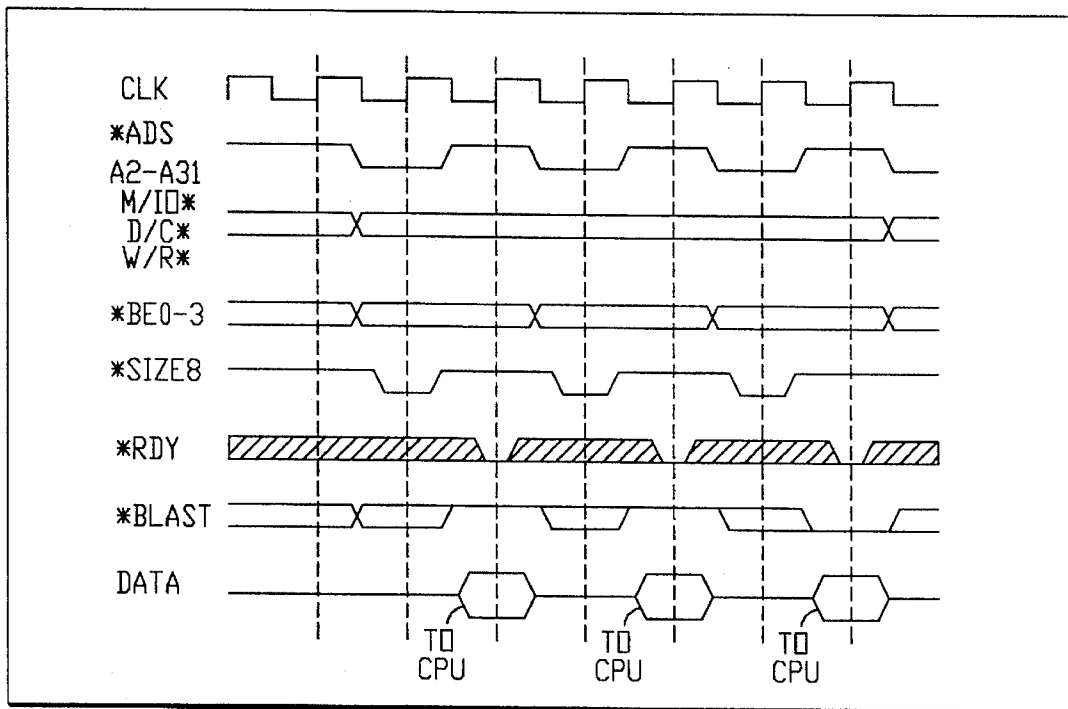 CLK
*ADS
A2-A31
M/IO*
D/C*
W/R*
*BE0-3
*SIZE8
*RDY
*BLAST
DATA
TO
CPU
TO
CPU
TO
CPU